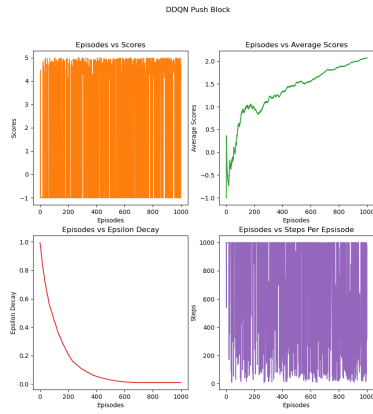 DDQN Push Block
Episodes vs Scores
Scores
5
4
3
2
1
0
−1
0 200 400 600 800 1000
Episodes
Episodes vs Average Scores
Average Scores
2.0
1.5
1.0
0.5
0.0
−0.5
−1.0
0 200 400 600 800 1000
Episodes
Episodes vs Epsilon Decay
Epsilon Decay
1.0
0.8
0.6
0.4
0.2
0.0
0 200 400 600 800 1000
Episodes
Episodes vs Steps Per Episode
Steps
1000
800
600
400
200
0
0 200 400 600 800 1000
Episodes